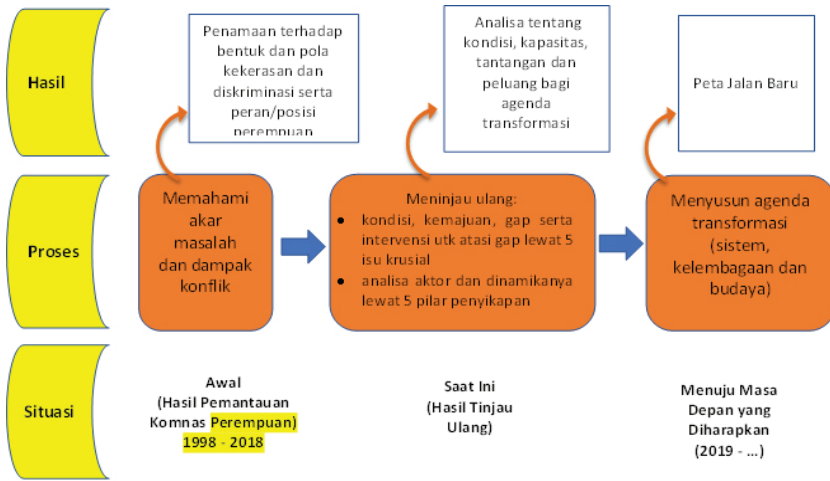 Hasil
Penamaan terhadap
bentuk dan pola
kekerasan dan
diskriminasi serta
peran/posisi
perempuan
Analisa tentang
kondisi, kapasitas,
tantangan dan
peluang bagi
agenda
transformasi
Peta Jalan Baru
Proses
Memahami
akar
masalah
dan dampak
konflik
Meninjau ulang:
● kondisi, kemajuan, gap serta
intervensi utk atasi gap lewat 5
isu krusial
● analisa aktor dan dinamikanya
lewat 5 pilar penyikapan
Menyusun agenda
transformasi
(sistem,
kelembagaan dan
budaya)
Situasi
Awal
(Hasil Pemantauan
Komnas Perempuan)
1998 - 2018
Saat Ini
(Hasil Tinjau
Ulang)
Menuju Masa
Depan yang
Diharapkan
(2019 - ...)